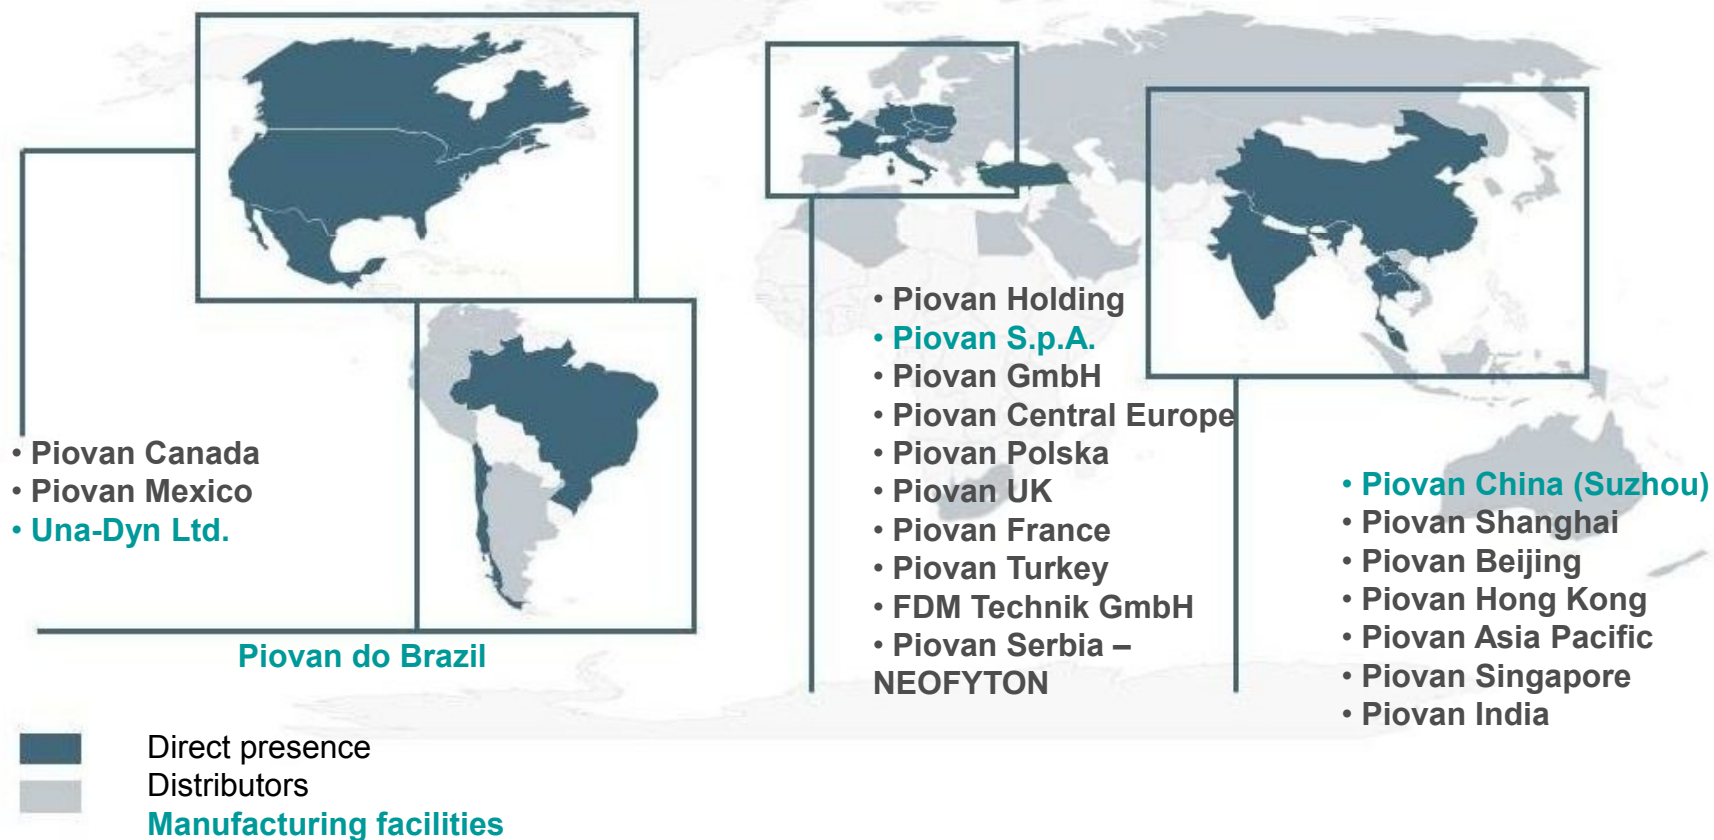 • Piovan Canada
• Piovan Mexico
• Una-Dyn Ltd.
Piovan do Brazil
• Piovan Holding
• Piovan S.p.A.
• Piovan GmbH
• Piovan Central Europe
• Piovan Polska
• Piovan UK
• Piovan France
• Piovan Turkey
• FDM Technik GmbH
• Piovan Serbia –
NEOFYTON
• Piovan China (Suzhou)
• Piovan Shanghai
• Piovan Beijing
• Piovan Hong Kong
• Piovan Asia Pacific
• Piovan Singapore
• Piovan India
Direct presence
Distributors
Manufacturing facilities